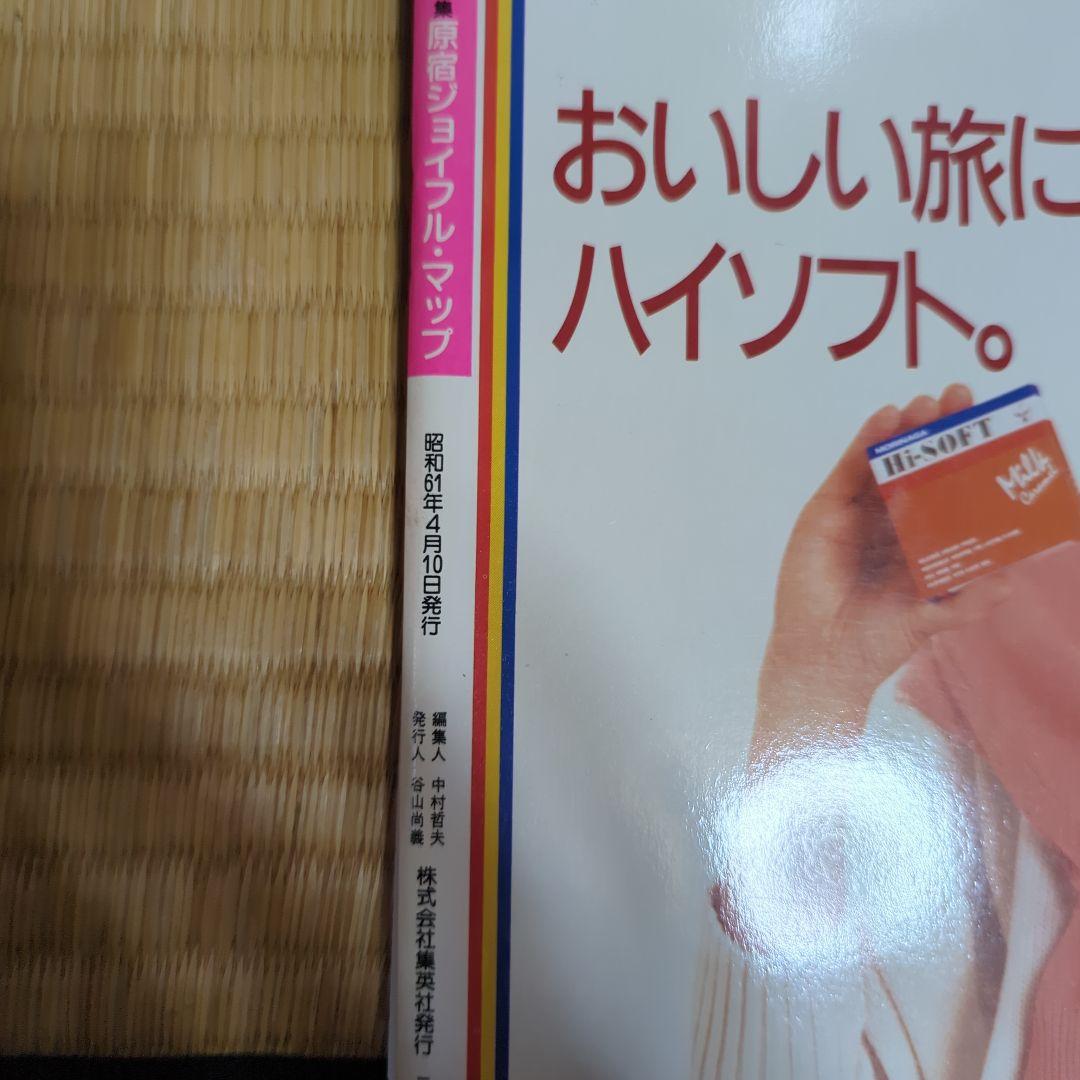 集 原宿ジョイフル・マップ
昭和61年4月10日発行
編集人 中村哲夫
発行人 谷山尚義
株式会社集英社発行
おいしい旅に
ハイソフト。
MORINAGA
Hi-SOFT
Milk
Caramel